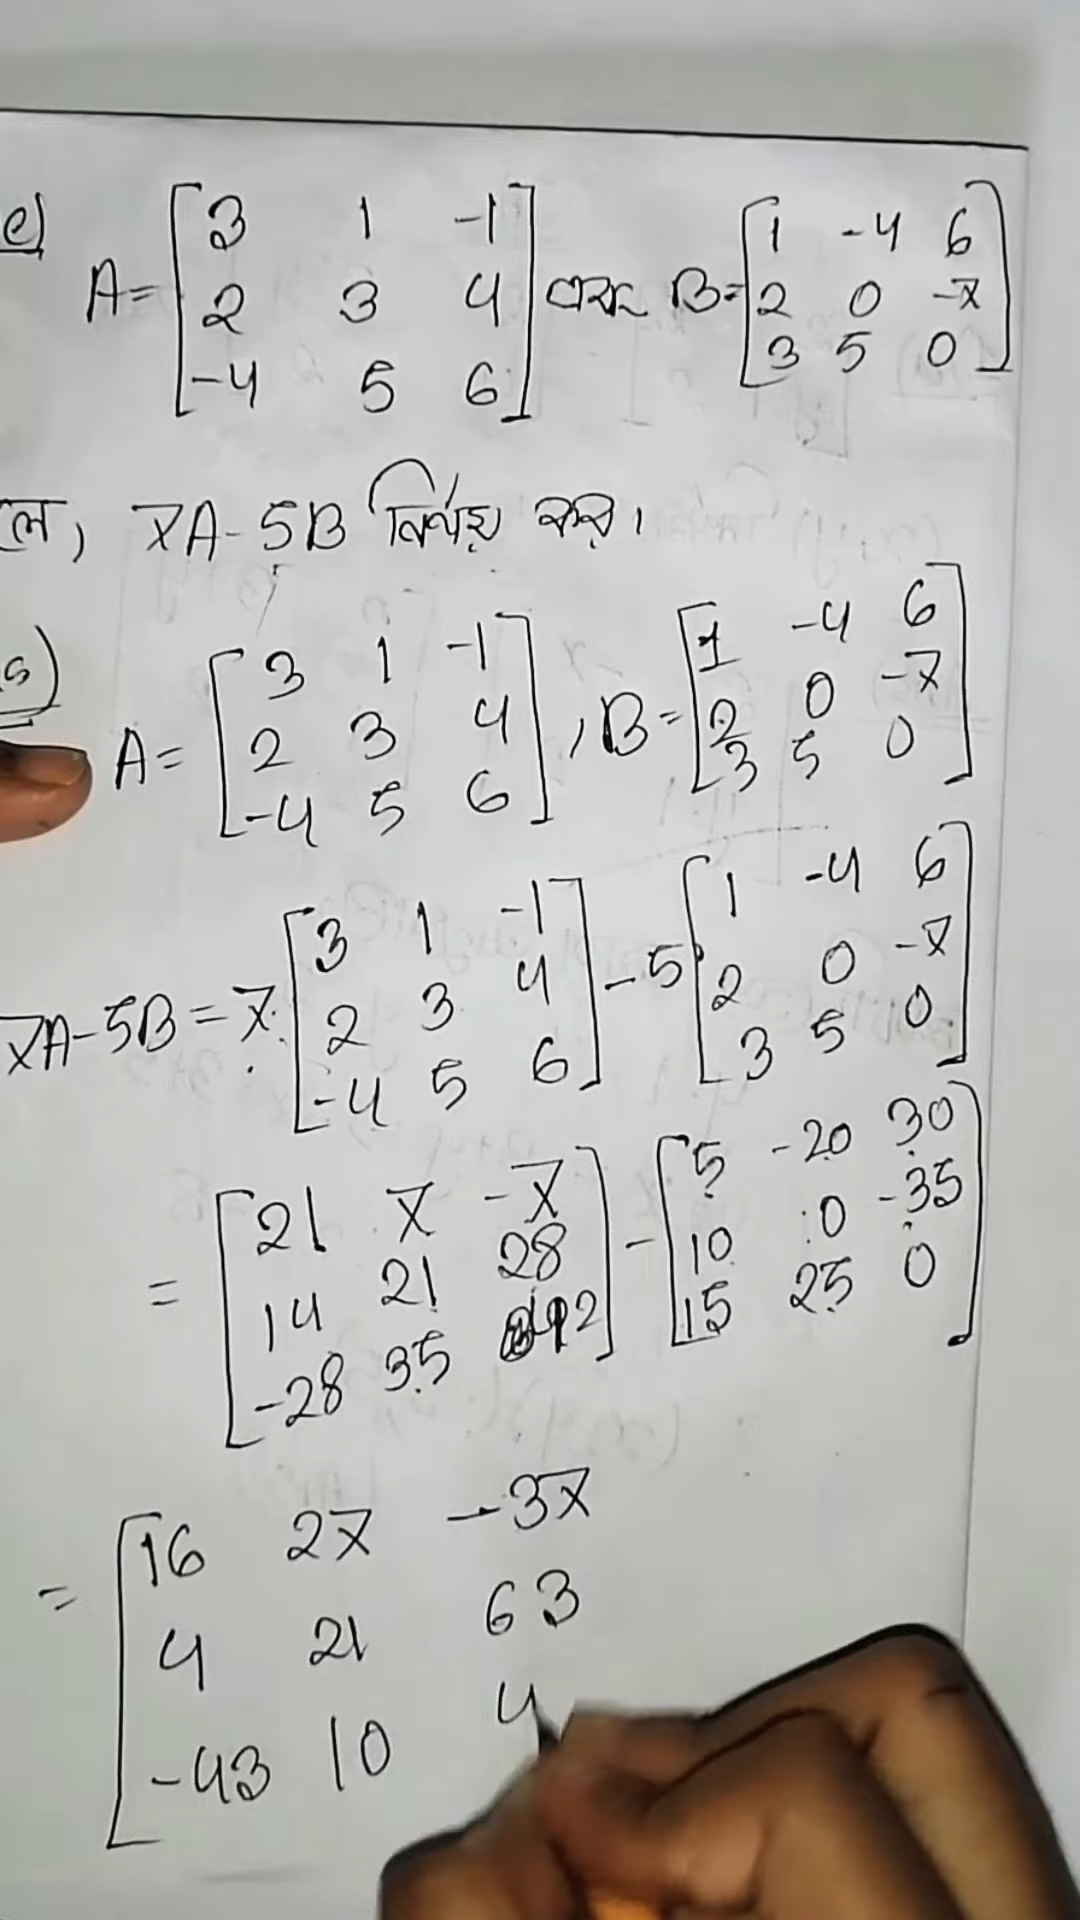 e)
A = [3 1 -1
2 3 4
-4 5 6] এবং B = [1 -4 6
2 0 -7
3 5 0]
লে, 7A-5B নির্ণয় কর।
s)
A = [3 1 -1
2 3 4
-4 5 6] , B = [1 -4 6
2 0 -7
3 5 0]
7A-5B = 7. [3 1 -1
2 3 4
-4 5 6] - 5 [1 -4 6
2 0 -7
3 5 0]
= [21 7 -7
14 21 28
-28 35 42] - [5 -20 30
10 0 -35
15 25 0]
= [16 27 -37
4 21 63
-43 10 4